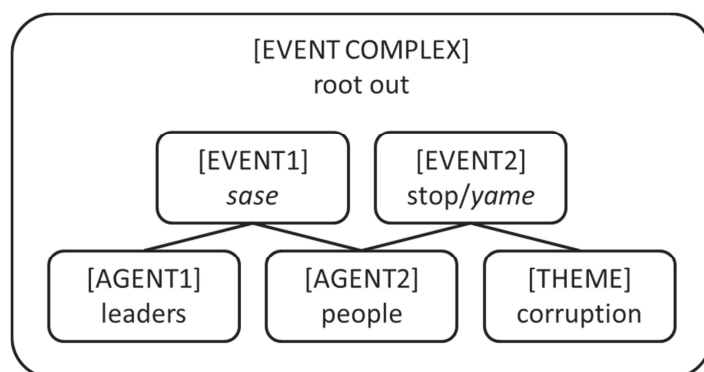 [EVENT COMPLEX]
root out
[EVENT1]
sase
[EVENT2]
stop/yame
[AGENT1]
leaders
[AGENT2]
people
[THEME]
corruption